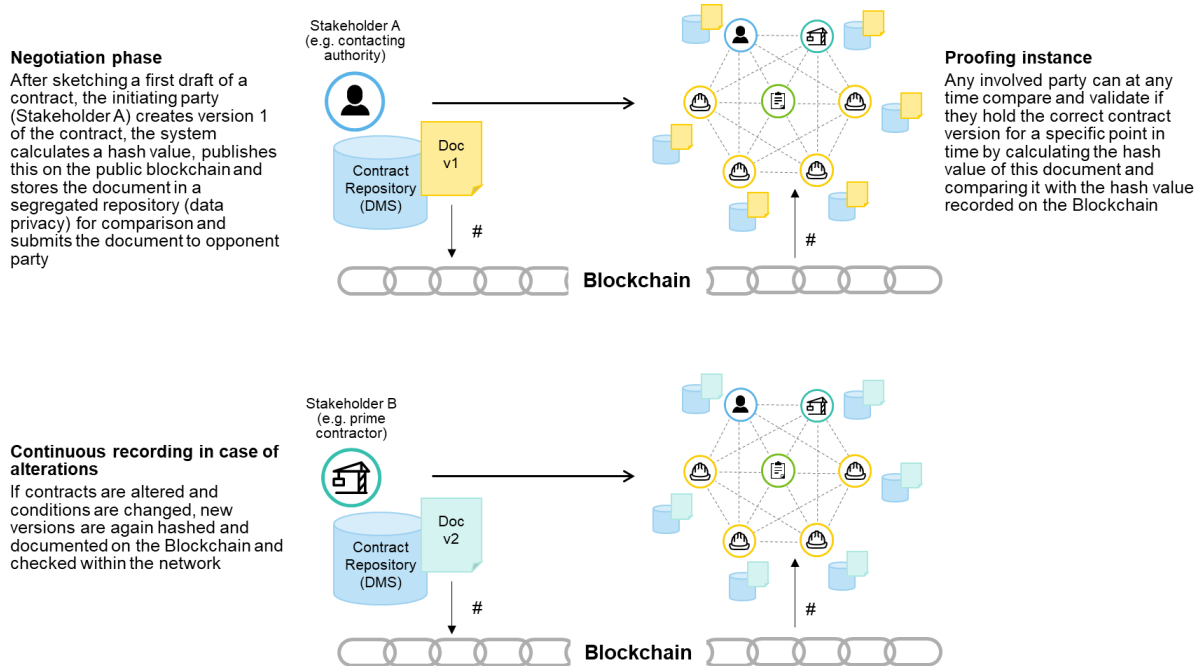 Negotiation phase
After sketching a first draft of a
contract, the initiating party
(Stakeholder A) creates version 1
of the contract, the system
calculates a hash value, publishes
this on the public blockchain and
stores the document in a
segregated repository (data
privacy) for comparison and
submits the document to opponent
party
Stakeholder A
(e.g. contacting
authority)
Doc
v1
Contract
Repository
(DMS)
#
Blockchain
#
Proofing instance
Any involved party can at any
time compare and validate if
they hold the correct contract
version for a specific point in
time by calculating the hash
value of this document and
comparing it with the hash value
recorded on the Blockchain
Continuous recording in case of
alterations
If contracts are altered and
conditions are changed, new
versions are again hashed and
documented on the Blockchain and
checked within the network
Stakeholder B
(e.g. prime
contractor)
Doc
v2
Contract
Repository
(DMS)
#
Blockchain
#